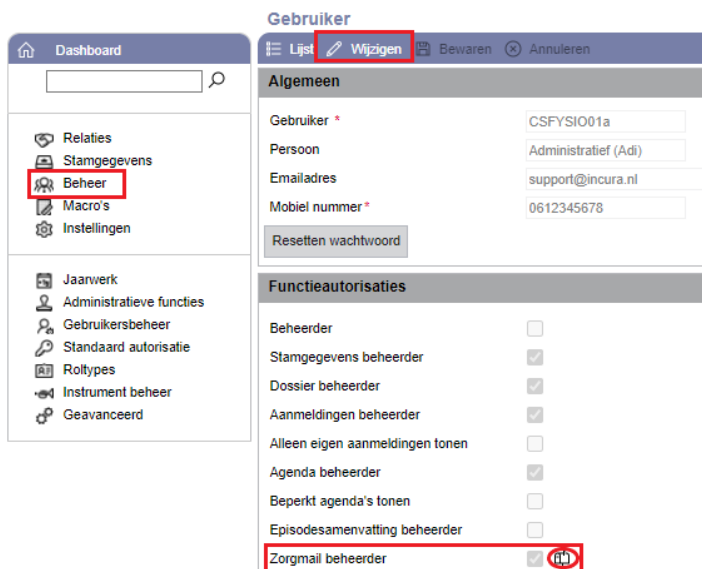 Gebruiker
Dashboard
Lijst Wijzigen Bewaren Annuleren
Relaties
Stamgegevens
Beheer
Macro's
Instellingen
Jaarwerk
Administratieve functies
Gebruikersbeheer
Standaard autorisatie
Roltypes
Instrument beheer
Geavanceerd
Algemeen
Gebruiker * CSFYSIO01a
Persoon Administratief (Adi)
Emailadres support@incura.nl
Mobiel nummer * 0612345678
Resetten wachtwoord
Functieautorisaties
Beheerder
Stamgegevens beheerder
Dossier beheerder
Aanmeldingen beheerder
Alleen eigen aanmeldingen tonen
Agenda beheerder
Beperkt agenda's tonen
Episodesamenvatting beheerder
Zorgmail beheerder